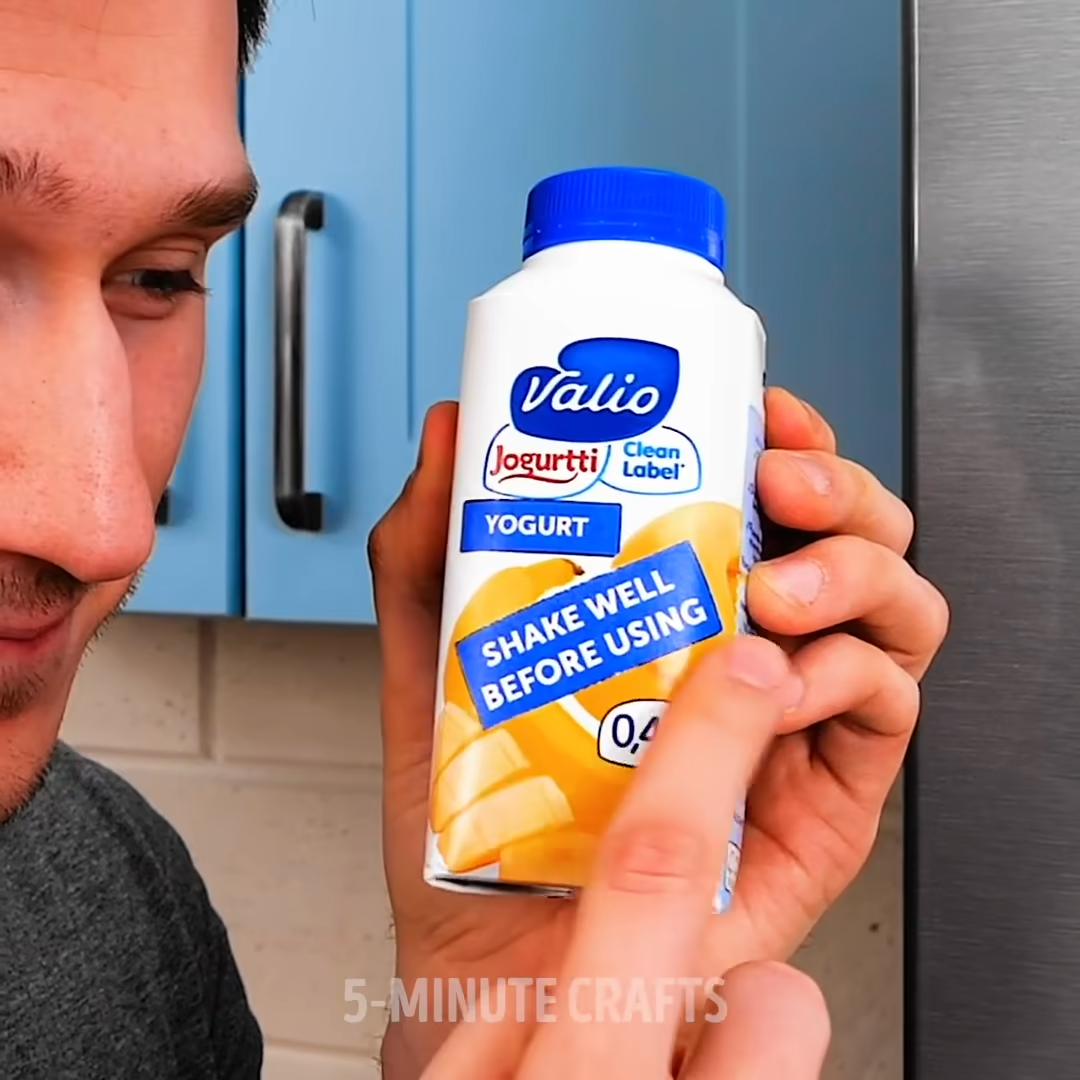 Valio
Jogurtti
Clean
Label
YOGURT
SHAKE WELL
BEFORE USING
5-MINUTE CRAFTS